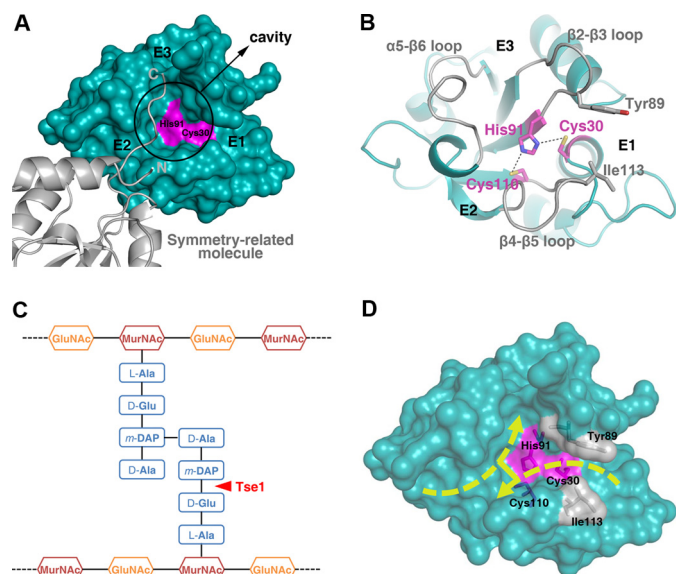 A
E3
cavity
C
His91
Cys30
E2
E1
N
Symmetry-related
molecule
B
β2-β3 loop
α5-β6 loop
E3
Tyr89
His91
Cys30
E1
Cys110
Ile113
E2
β4-β5 loop
C
GluNAc MurNAc GluNAc MurNAc
L-Ala
D-Glu
m-DAP D-Ala
D-Ala m-DAP
Tse1
D-Glu
L-Ala
MurNAc GluNAc MurNAc GluNAc
D
His91
Tyr89
Cys30
Cys110
Ile113